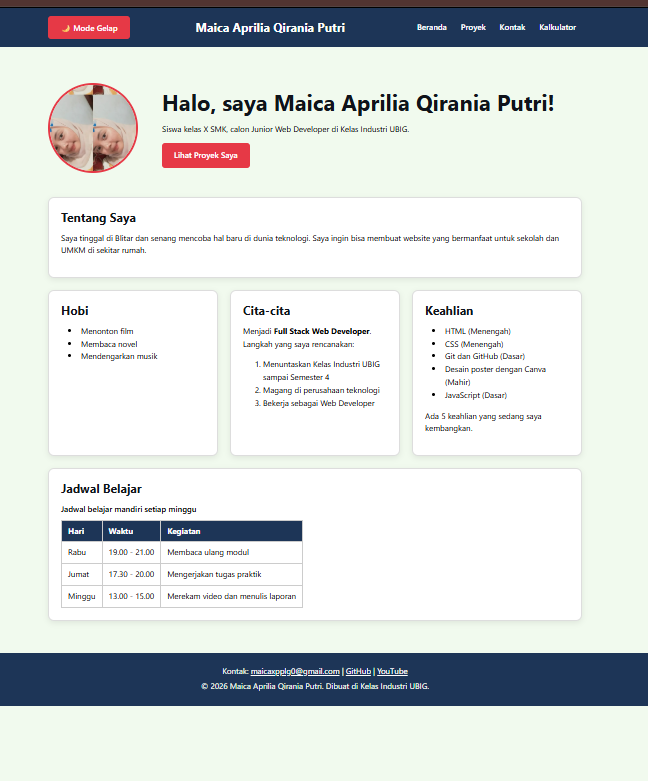 🌙 Mode Gelap
Maica Aprilia Qirania Putri
Beranda Proyek Kontak Kalkulator
Halo, saya Maica Aprilia Qirania Putri!
Siswa kelas X SMK, calon Junior Web Developer di Kelas Industri UBIG.
Lihat Proyek Saya
Tentang Saya
Saya tinggal di Blitar dan senang mencoba hal baru di dunia teknologi. Saya ingin bisa membuat website yang bermanfaat untuk sekolah dan
UMKM di sekitar rumah.
Hobi
• Menonton film
• Membaca novel
• Mendengarkan musik
Cita-cita
Menjadi Full Stack Web Developer.
Langkah yang saya rencanakan:
1. Menuntaskan Kelas Industri UBIG
sampai Semester 4
2. Magang di perusahaan teknologi
3. Bekerja sebagai Web Developer
Keahlian
• HTML (Menengah)
• CSS (Menengah)
• Git dan GitHub (Dasar)
• Desain poster dengan Canva
(Mahir)
• JavaScript (Dasar)
Ada 5 keahlian yang sedang saya
kembangkan.
Jadwal Belajar
Jadwal belajar mandiri setiap minggu
Hari Waktu Kegiatan
Rabu 19.00 - 21.00 Membaca ulang modul
Jumat 17.30 - 20.00 Mengerjakan tugas praktik
Minggu 13.00 - 15.00 Merekam video dan menulis laporan
Kontak: maicaxpplg0@gmail.com | GitHub | YouTube
© 2026 Maica Aprilia Qirania Putri. Dibuat di Kelas Industri UBIG.